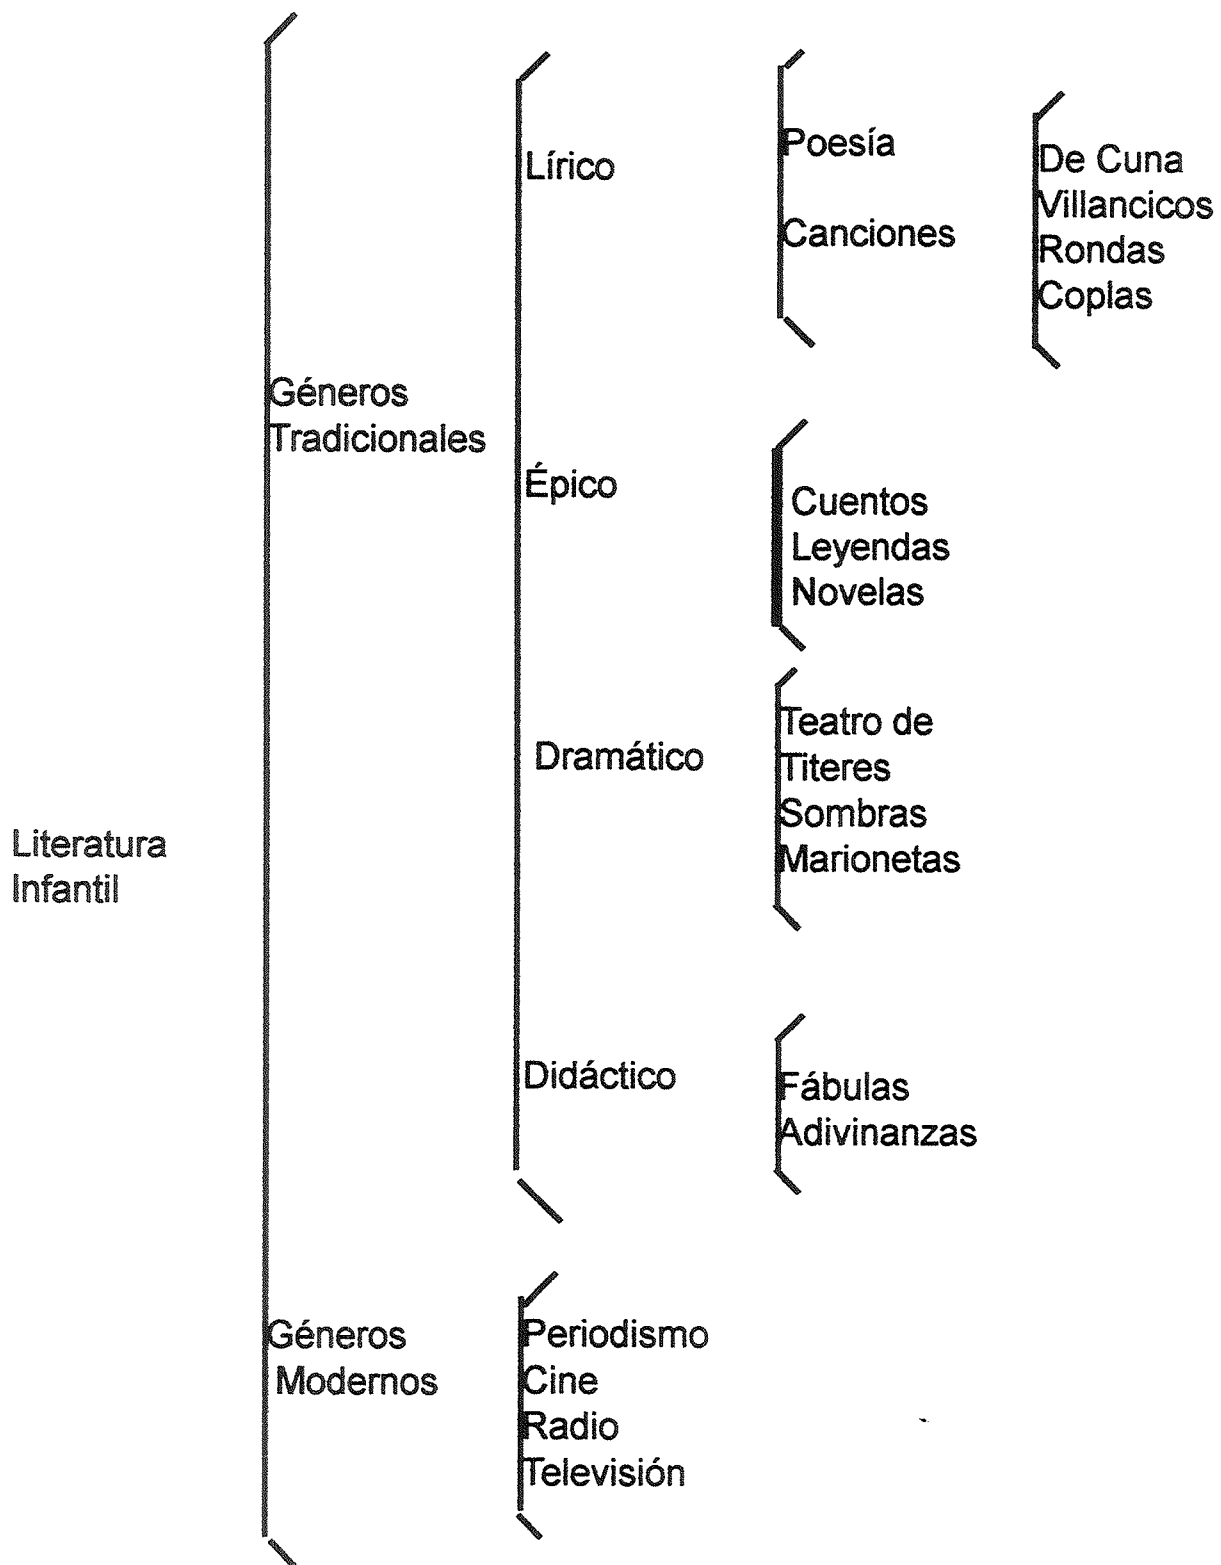 Literatura
Infantil
Géneros
Tradicionales
Lírico
Poesía
Canciones
De Cuna
Villancicos
Rondas
Coplas
Épico
Cuentos
Leyendas
Novelas
Dramático
Teatro de
Titeres
Sombras
Marionetas
Didáctico
Fábulas
Adivinanzas
Géneros
Modernos
Periodismo
Cine
Radio
Televisión